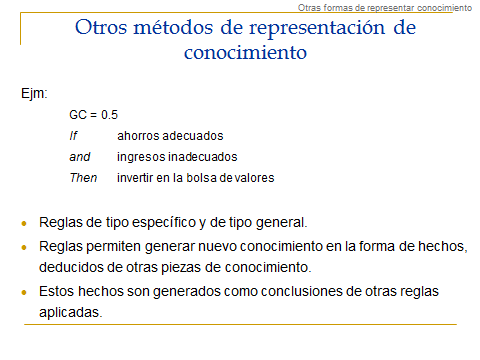 Otras formas de representar conocimiento
Otros métodos de representación de
conocimiento
Ejm:
GC = 0.5
If ahorros adecuados
and ingresos inadecuados
Then invertir en la bolsa de valores
Reglas de tipo específico y de tipo general.
Reglas permiten generar nuevo conocimiento en la forma de hechos,
deducidos de otras piezas de conocimiento.
Estos hechos son generados como conclusiones de otras reglas
aplicadas.